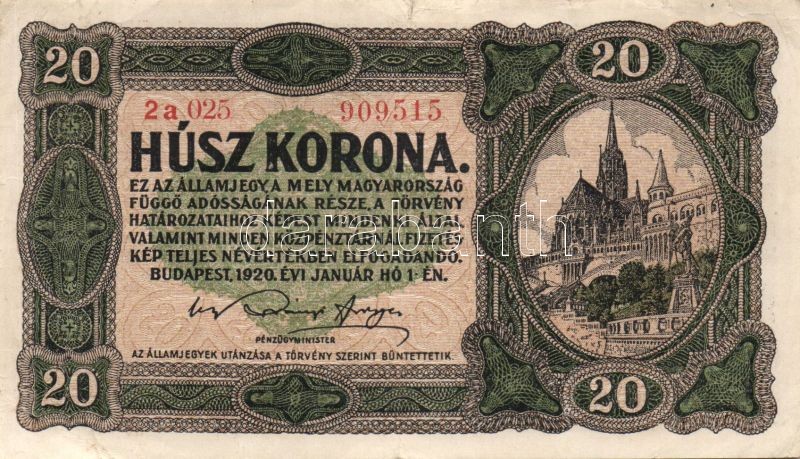 20 20
2a 025 909515
HÚSZ KORONA.
EZ AZ ÁLLAMJEGY, A MELY MAGYARORSZÁG
FÜGGŐ ADÓSSÁGÁNAK RÉSZE, A TÖRVÉNY
HATÁROZATAIHOZ KÉPEST MINDENKI ÁLTAL,
VALAMINT MINDEN KÖZPÉNZTÁRNÁL FIZETÉS
KÉP TELJES NÉVÉRTÉKBEN ELFOGADANDÓ.
BUDAPEST, 1920. ÉVI JANUÁR HÓ 1-ÉN.
PÉNZÜGYMINISTER
AZ ÁLLAMJEGYEK UTÁNZÁSA A TÖRVÉNY SZERINT BÜNTETTETIK.
20 20
darabanth